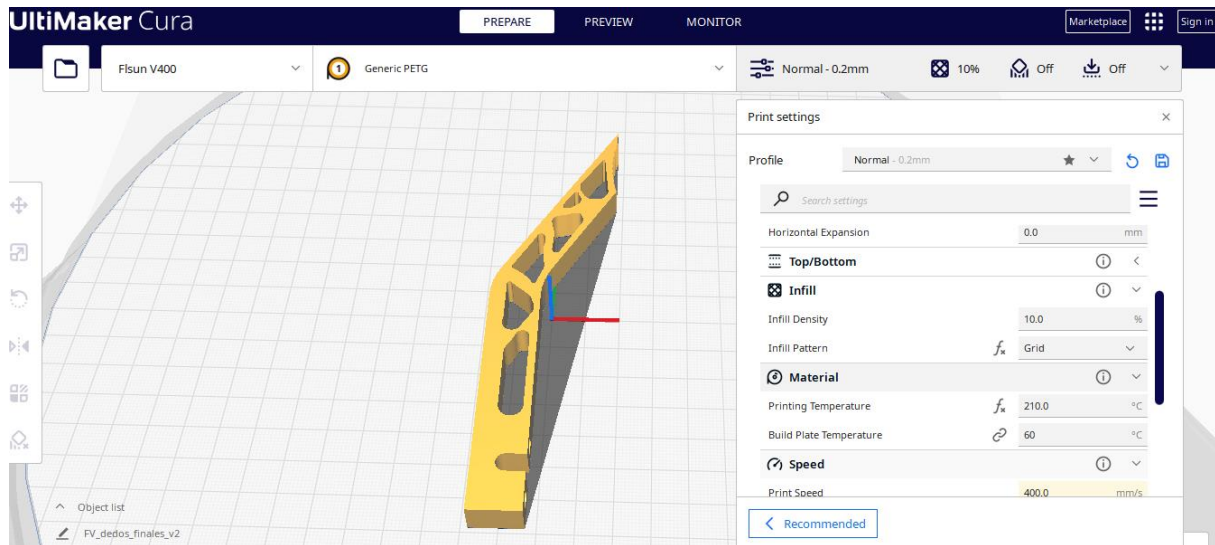 UltiMaker Cura PREPARE PREVIEW MONITOR Marketplace Sign in
Flsun V400 1 Generic PETG Normal - 0.2mm 10% Off Off
Print settings
Profile Normal - 0.2mm
Search settings
Horizontal Expansion 0.0 mm
Top/Bottom
Infill
Infill Density 10.0 %
Infill Pattern fx Grid
Material
Printing Temperature fx 210.0 °C
Build Plate Temperature 60 °C
Speed
Print Speed 400.0 mm/s
Object list
Recommended
FV_dedos_finales_v2